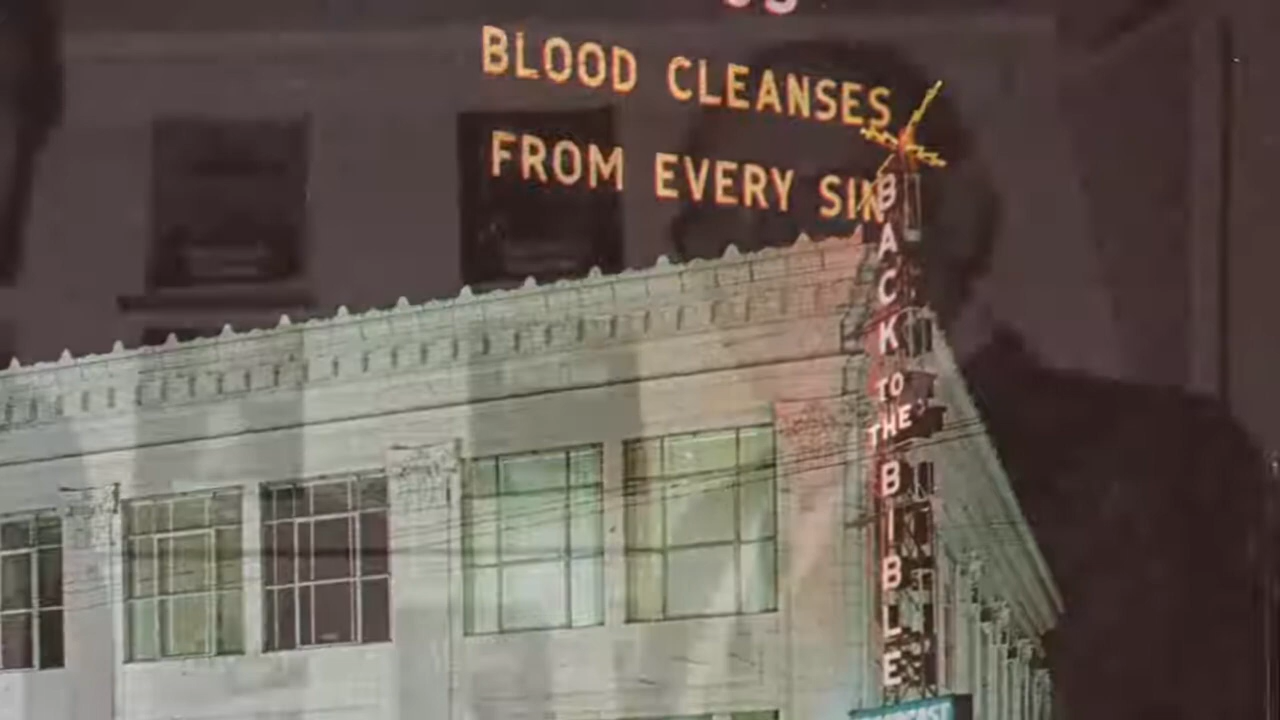 BLOOD CLEANSES
FROM EVERY SIN
BACK
TO
THE
BIBLE